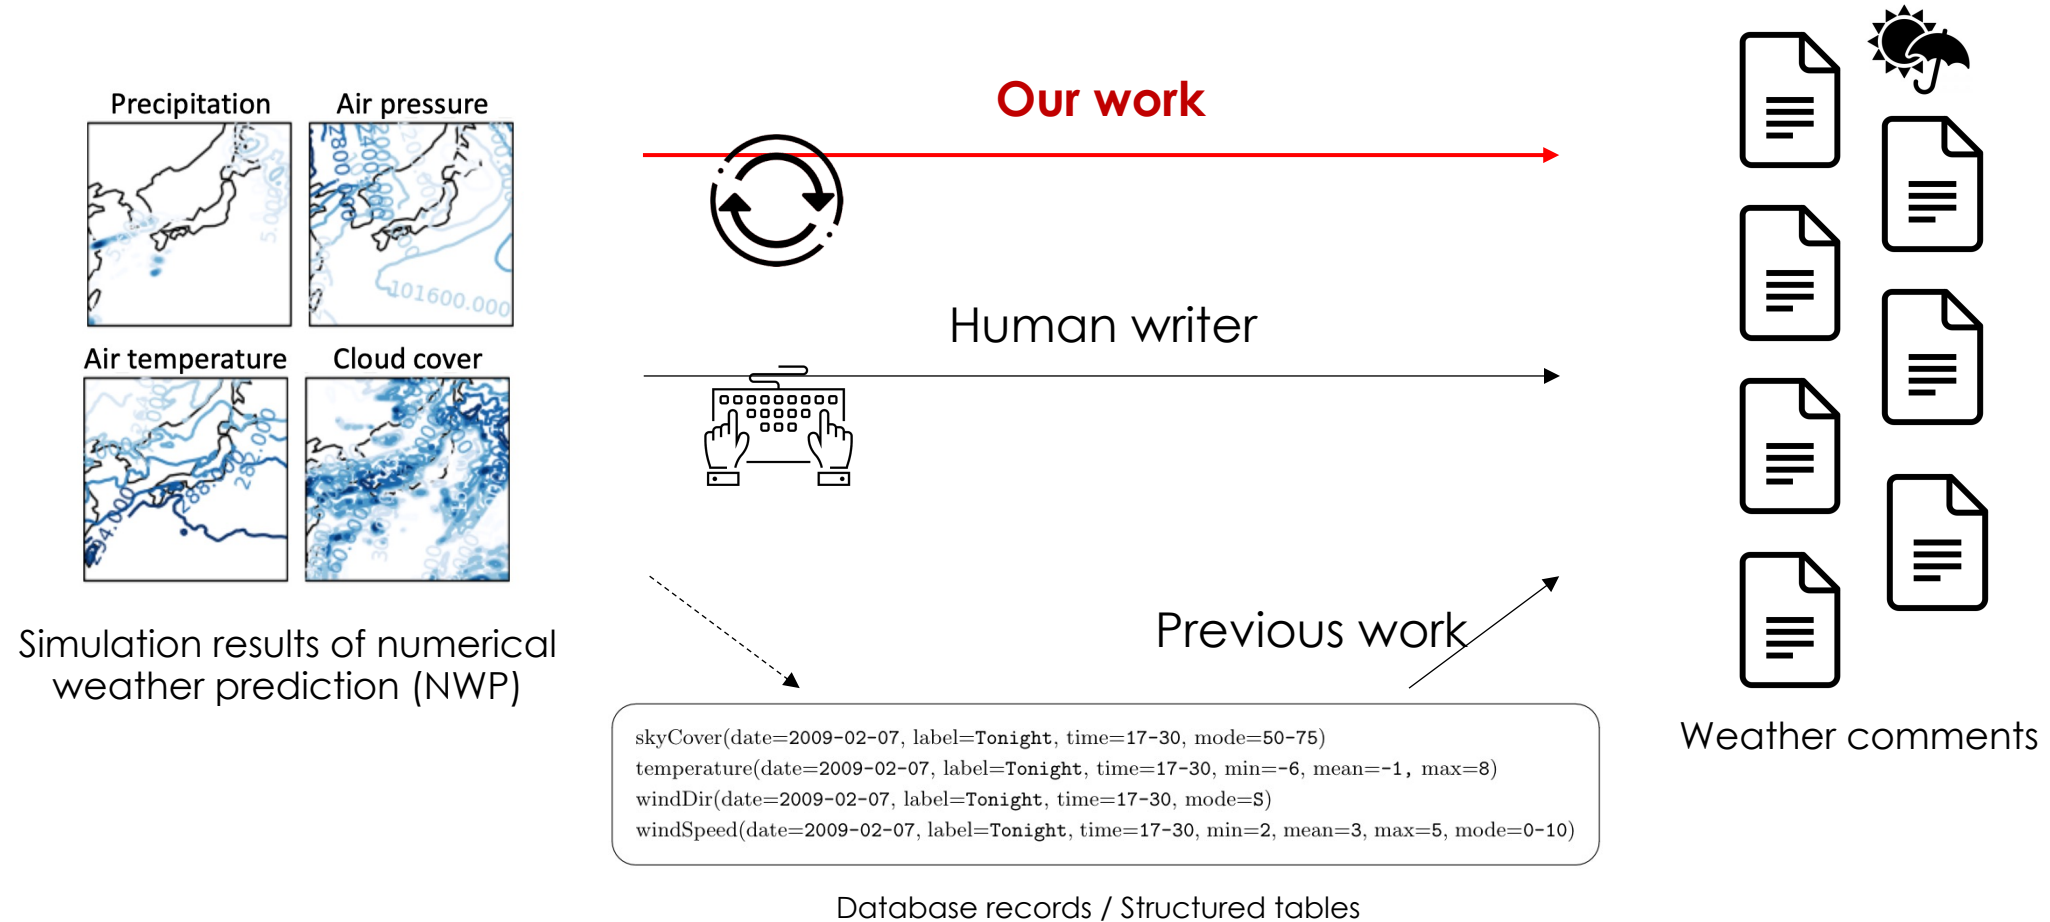 Our work
Precipitation
Air pressure
101600.000
Human writer
Air temperature
Cloud cover
Previous work
Simulation results of numerical
weather prediction (NWP)
skyCover(date=2009-02-07, label=Tonight, time=17-30, mode=50-75)
temperature(date=2009-02-07, label=Tonight, time=17-30, min=-6, mean=-1, max=8)
windDir(date=2009-02-07, label=Tonight, time=17-30, mode=S)
windSpeed(date=2009-02-07, label=Tonight, time=17-30, min=2, mean=3, max=5, mode=0-10)
Weather comments
Database records / Structured tables